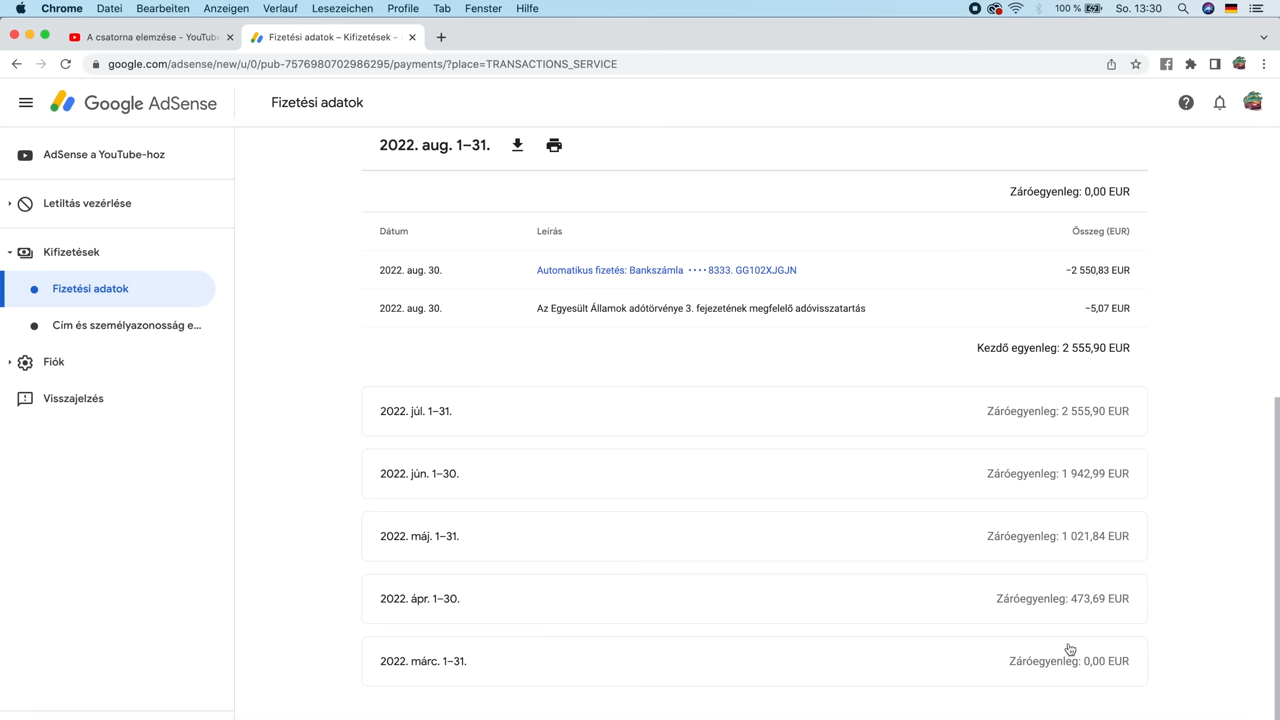 Chrome Datei Bearbeiten Anzeigen Verlauf Lesezeichen Profile Tab Fenster Hilfe 100 % So. 13:30
A csatorna elemzése - YouTube Fizetési adatok – Kifizetések –
google.com/adsense/new/u/0/pub-7576980702986295/payments/?place=TRANSACTIONS_SERVICE
Google AdSense Fizetési adatok
AdSense a YouTube-hoz
Letiltás vezérlése
Kifizetések
Fizetési adatok
Cím és személyazonosság e...
Fiók
Visszajelzés
2022. aug. 1–31.
Záróegyenleg: 0,00 EUR
Dátum Leírás Összeg (EUR)
2022. aug. 30. Automatikus fizetés: Bankszámla •••• 8333. GG102XJGJN −2 550,83 EUR
2022. aug. 30. Az Egyesült Államok adótörvénye 3. fejezetének megfelelő adóvisszatartás −5,07 EUR
Kezdő egyenleg: 2 555,90 EUR
2022. júl. 1–31. Záróegyenleg: 2 555,90 EUR
2022. jún. 1–30. Záróegyenleg: 1 942,99 EUR
2022. máj. 1–31. Záróegyenleg: 1 021,84 EUR
2022. ápr. 1–30. Záróegyenleg: 473,69 EUR
2022. márc. 1–31. Záróegyenleg: 0,00 EUR